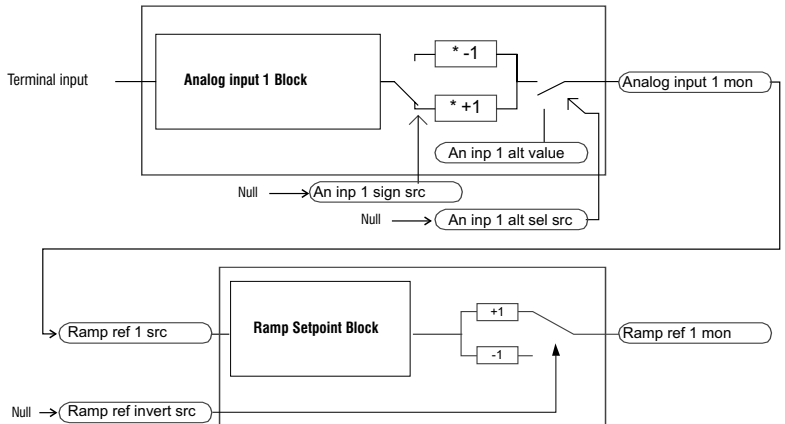 * -1
Terminal input
Analog input 1 Block
Analog input 1 mon
* +1
An inp 1 alt value
Null
An inp 1 sign src
Null
An inp 1 alt sel src
+1
Ramp ref 1 src
Ramp Setpoint Block
Ramp ref 1 mon
-1
Null
Ramp ref invert src